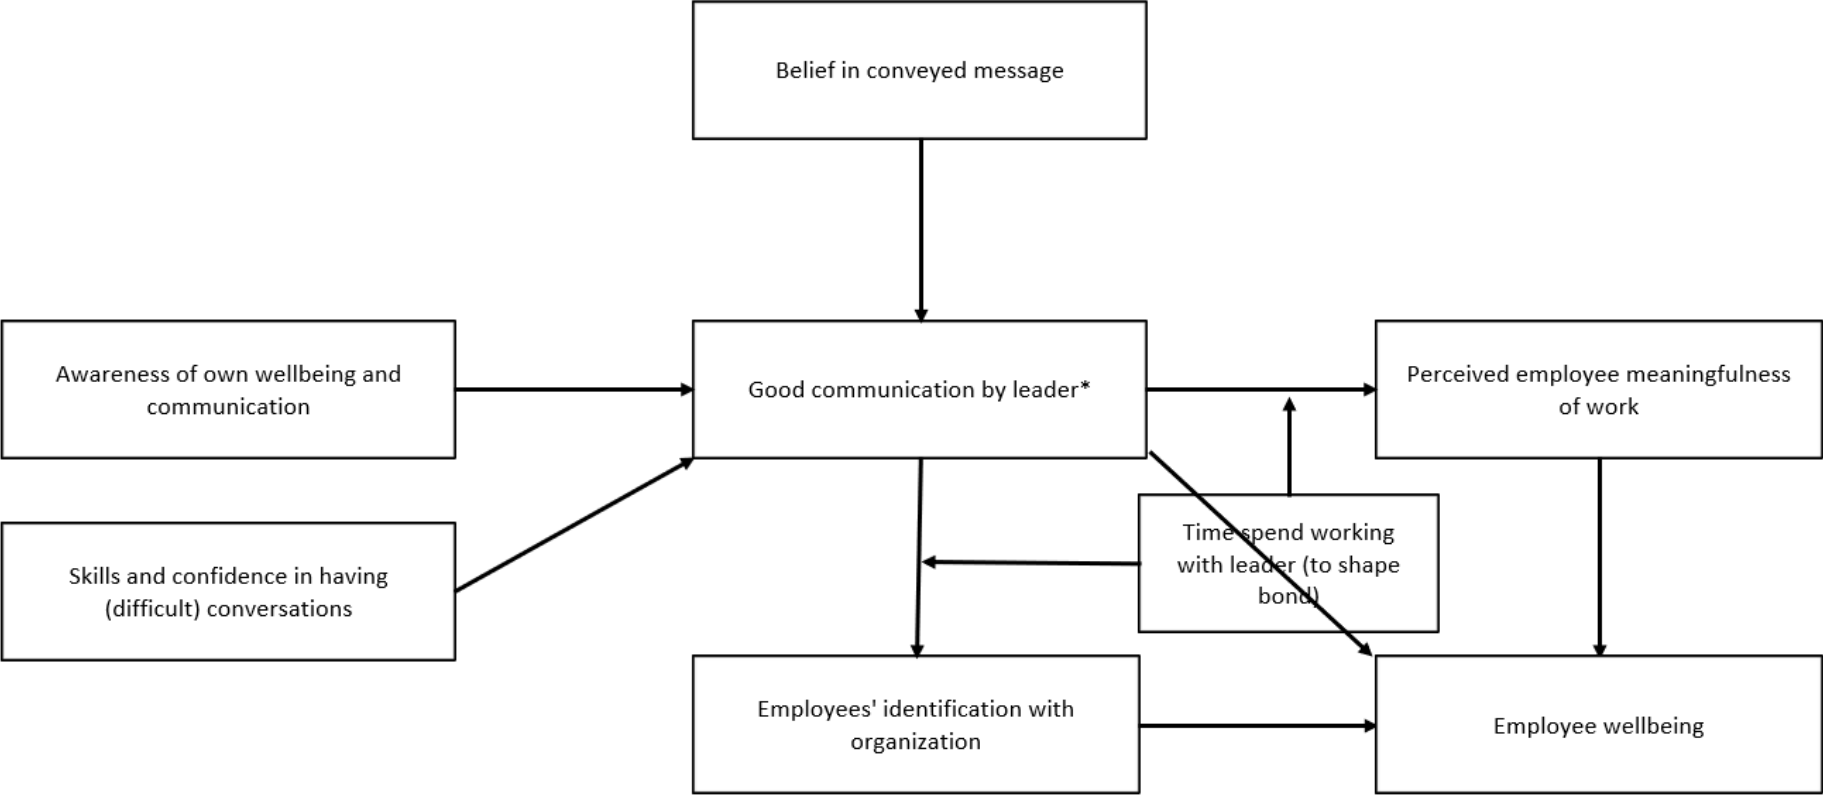 Belief in conveyed message
Awareness of own wellbeing and
communication
Good communication by leader*
Perceived employee meaningfulness
of work
Skills and confidence in having
(difficult) conversations
Time spend working
with leader (to shape
bond)
Employees' identification with
organization
Employee wellbeing